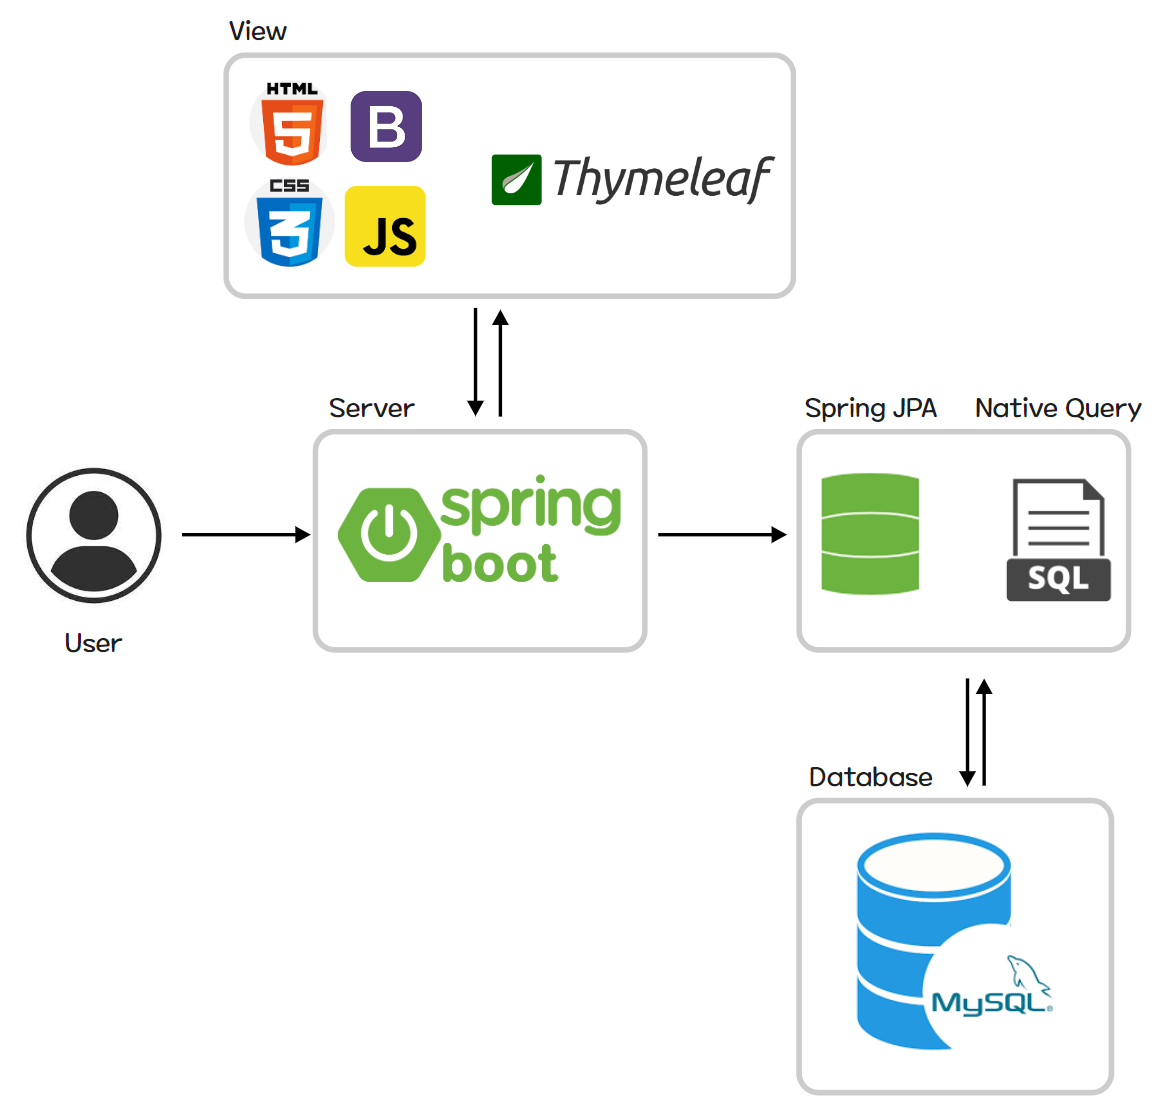 View
HTML
5
B
CSS
3
JS
Thymeleaf
Server
spring
boot
User
Spring JPA
Native Query
SQL
Database
MySQL®